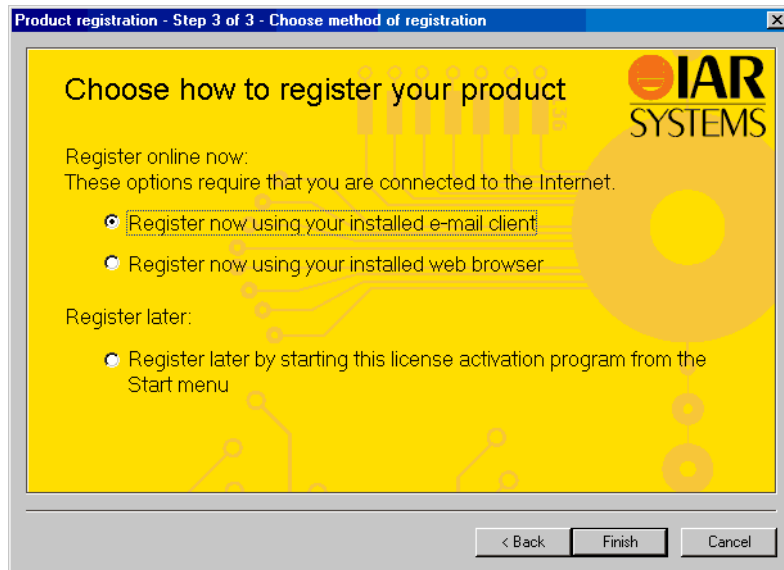 Product registration - Step 3 of 3 - Choose method of registration
Choose how to register your product
IAR
SYSTEMS
Register online now:
These options require that you are connected to the Internet.
Register now using your installed e-mail client
Register now using your installed web browser
Register later:
Register later by starting this license activation program from the
Start menu
< Back
Finish
Cancel